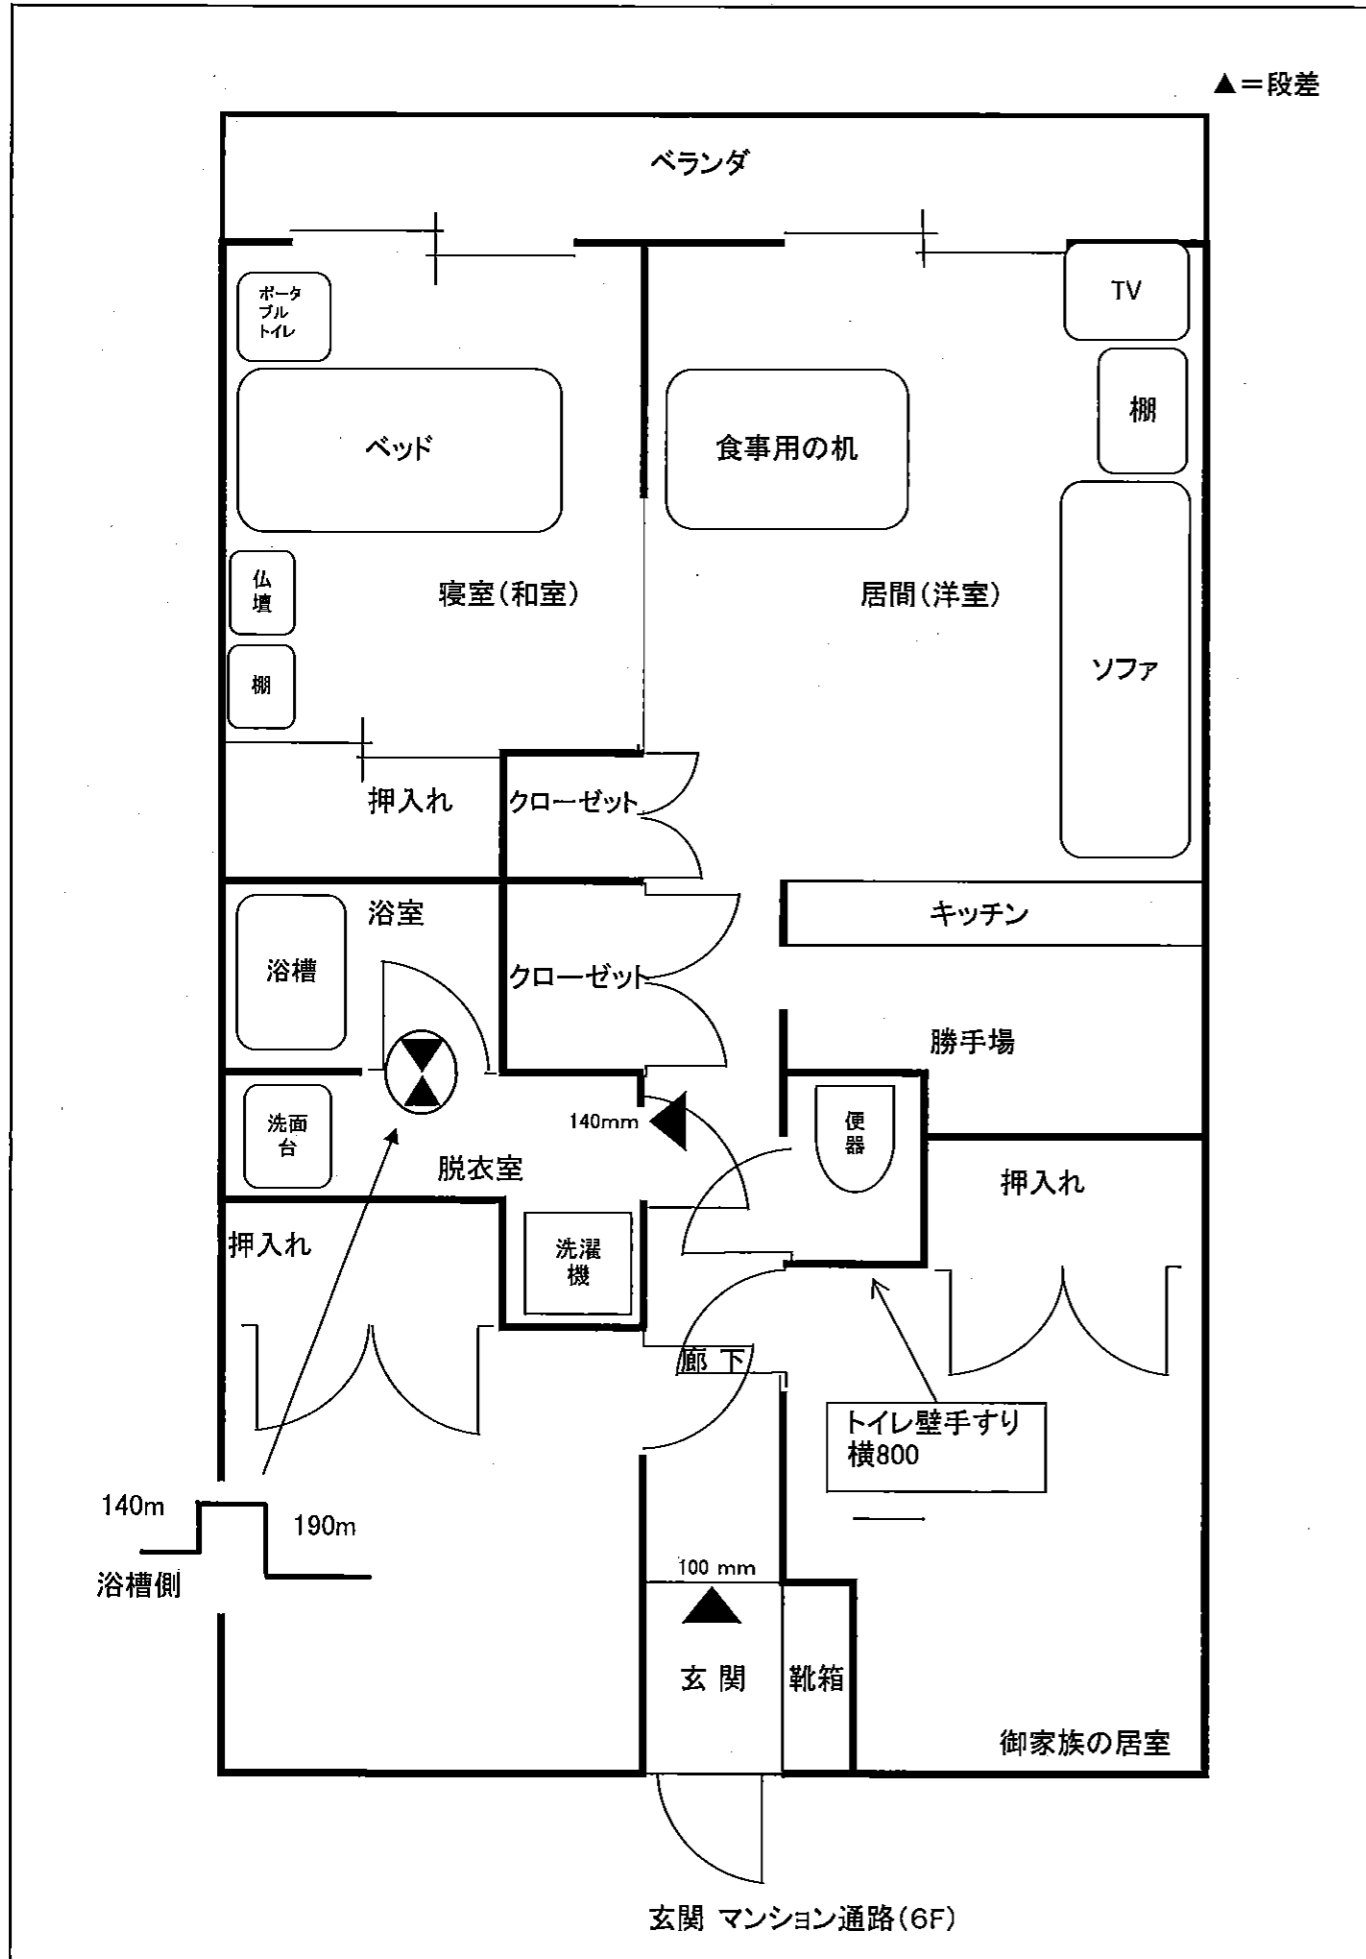 ▲＝段差
ベランダ
ポータ
ブル
トイレ
TV
棚
ベッド
食事用の机
仏
壇
寝室（和室）
居間（洋室）
ソファ
棚
押入れ
クローゼット
浴室
キッチン
浴槽
クローゼット
勝手場
洗面
台
140mm
便
器
脱衣室
押入れ
押入れ
洗濯
機
廊 下
トイレ壁手すり
横800
140m
190m
浴槽側
100 mm
玄 関
靴箱
御家族の居室
玄関 マンション通路（6F）